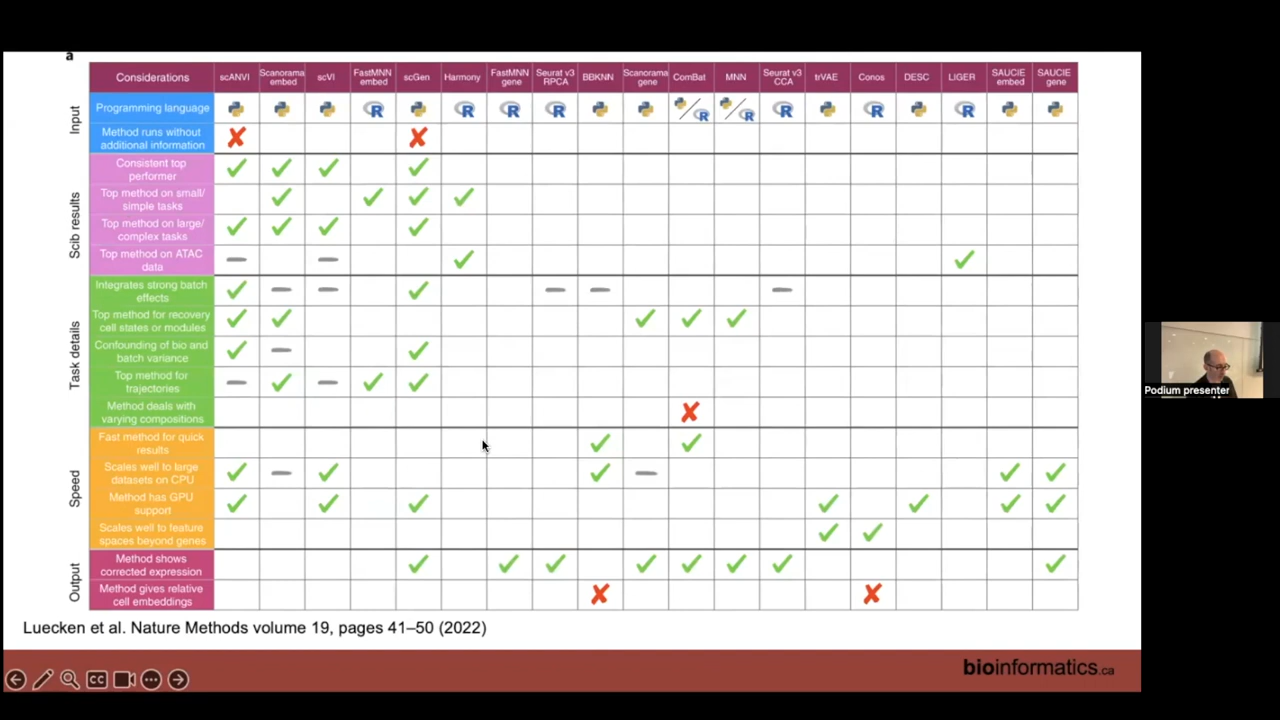 a
Considerations scANVI Scanorama embed scVI FastMNN embed scGen Harmony FastMNN gene Seurat v3 RPCA BBKNN Scanorama gene ComBat MNN Seurat v3 CCA trVAE Conos DESC LIGER SAUCIE embed SAUCIE gene
Input
Programming language
Method runs without
additional information
Scib results
Consistent top
performer
Top method on small/
simple tasks
Top method on large/
complex tasks
Top method on ATAC
data
Task details
Integrates strong batch
effects
Top method for recovery
cell states or modules
Confounding of bio and
batch variance
Top method for
trajectories
Method deals with
varying compositions
Speed
Fast method for quick
results
Scales well to large
datasets on CPU
Method has GPU
support
Scales well to feature
spaces beyond genes
Output
Method shows
corrected expression
Method gives relative
cell embeddings
Luecken et al. Nature Methods volume 19, pages 41–50 (2022)
bioinformatics.ca
CC
Podium presenter